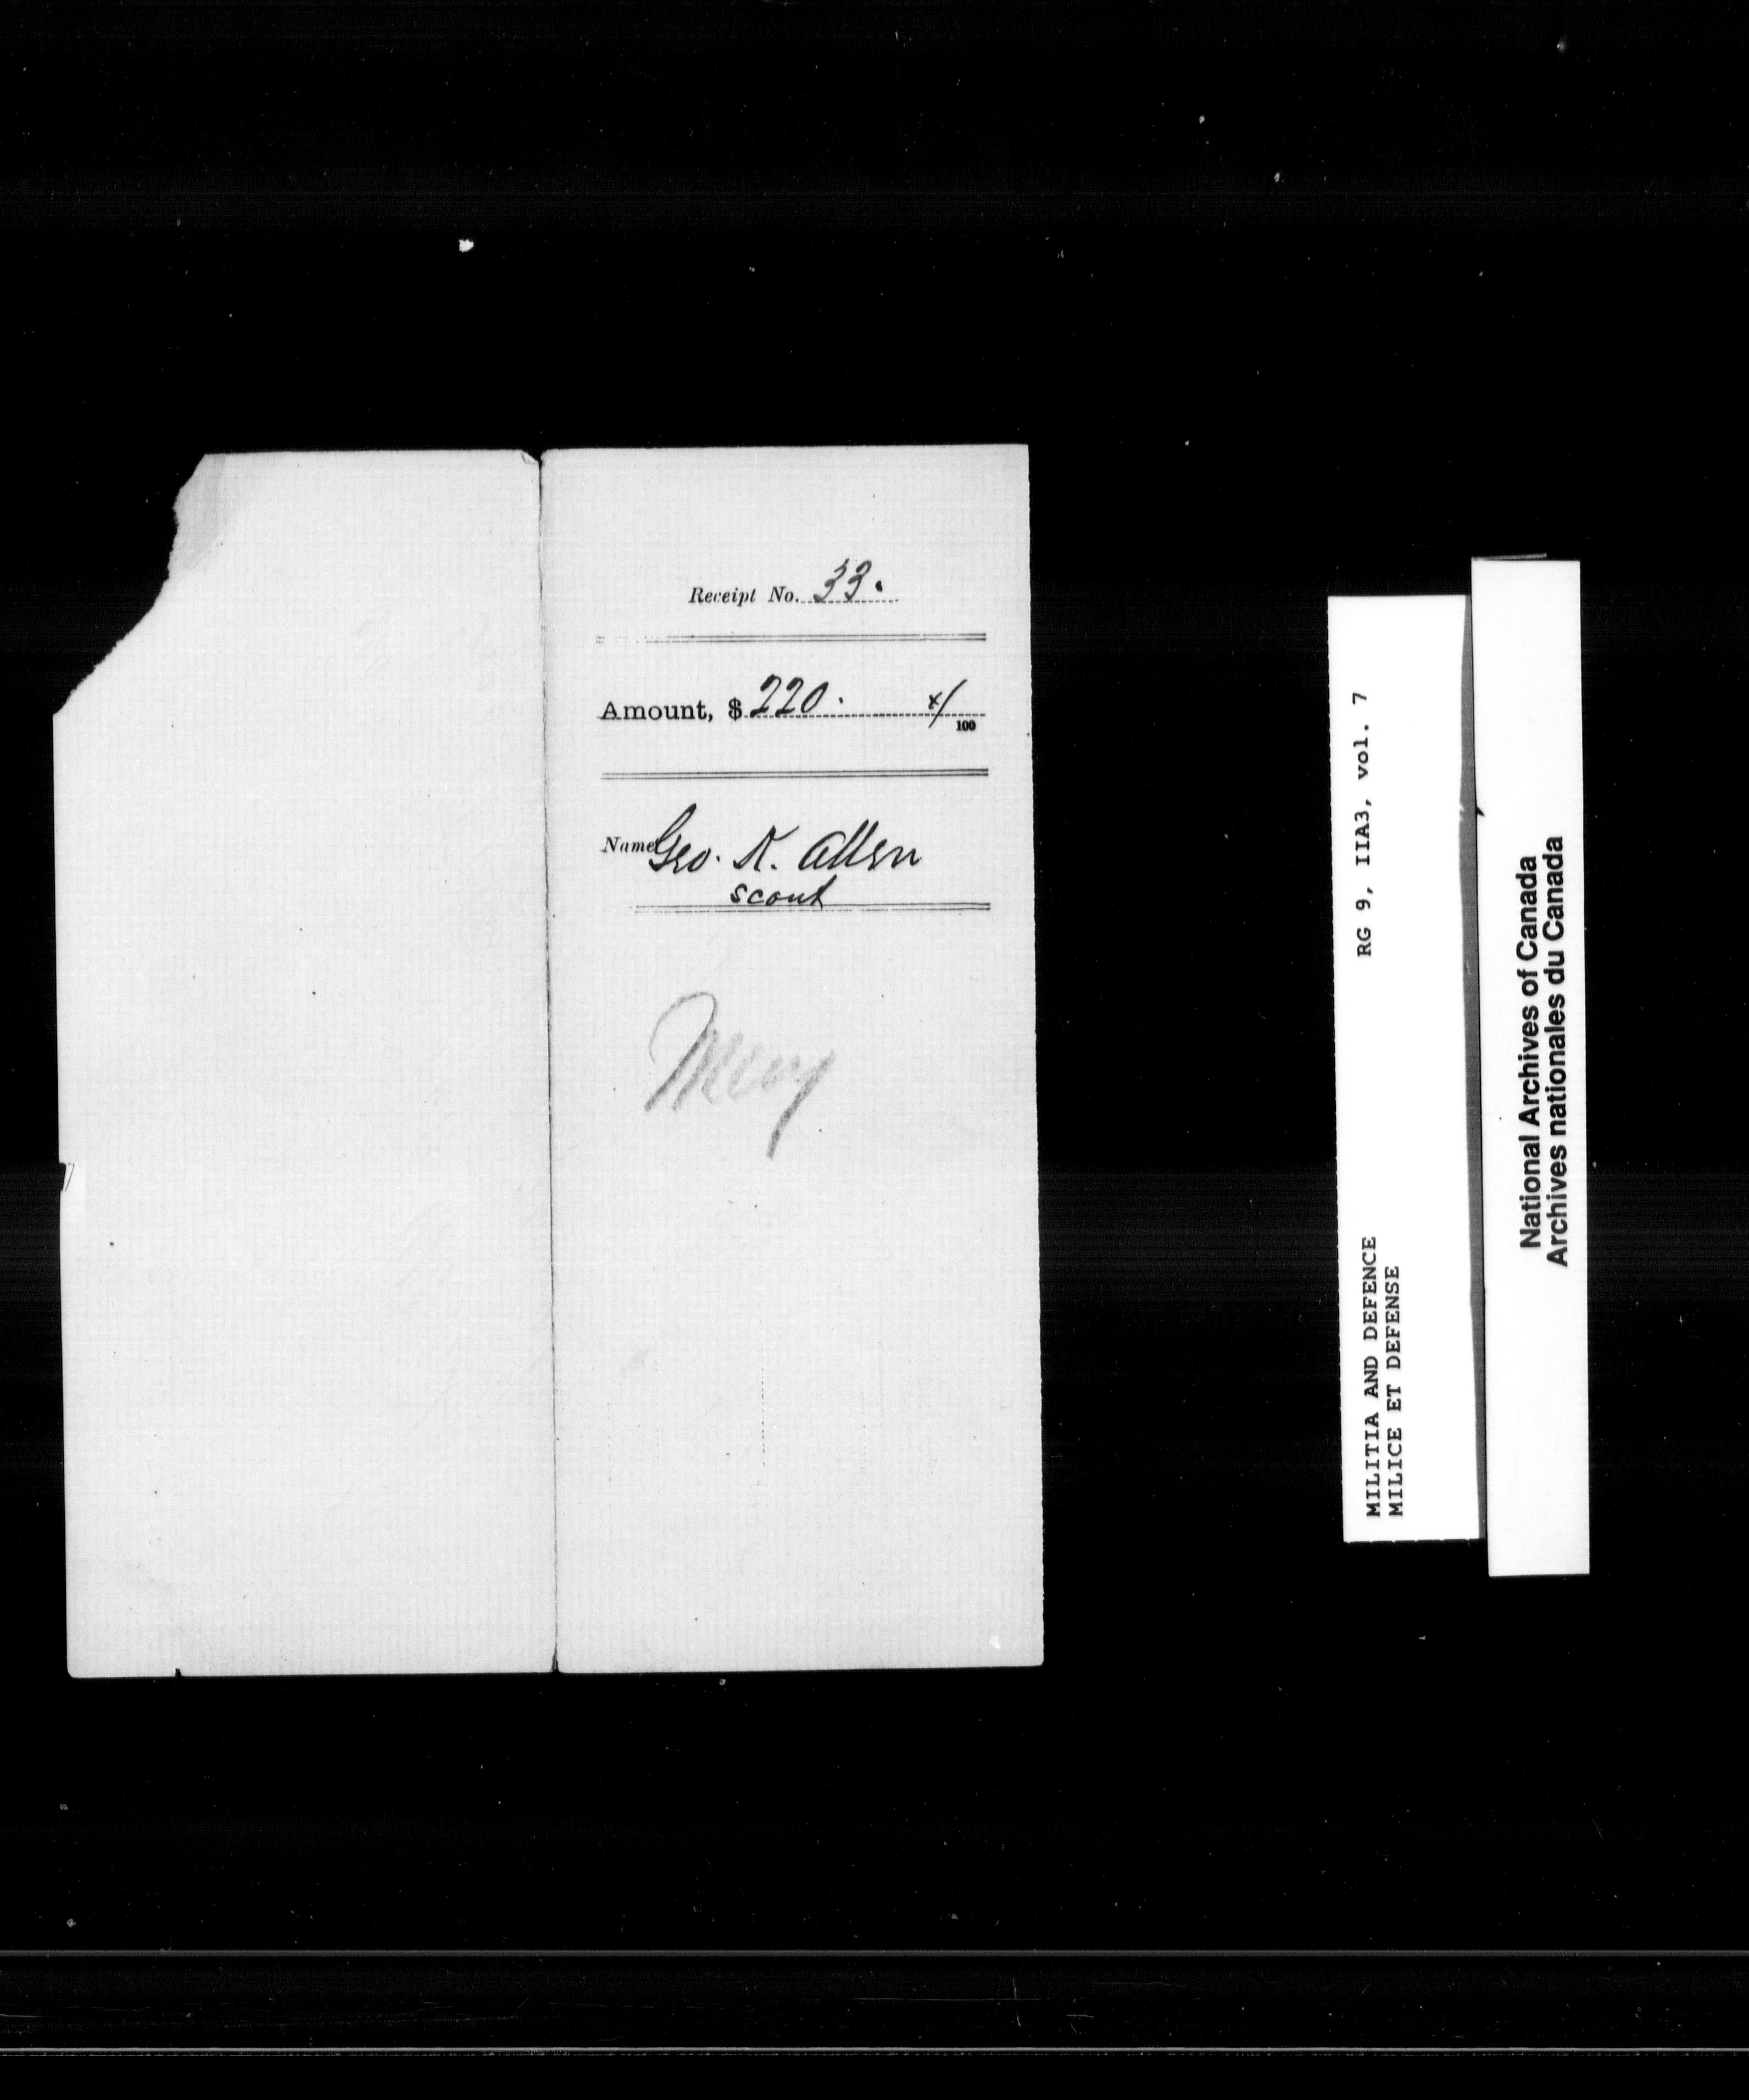 Receipt No. 33.
Amount, $ 220. x/100
Name Geo. K. Allen
scout
RG 9, IIA3, vol. 7
MILITIA AND DEFENCE
MILICE ET DEFENSE
National Archives of Canada
Archives nationales du Canada